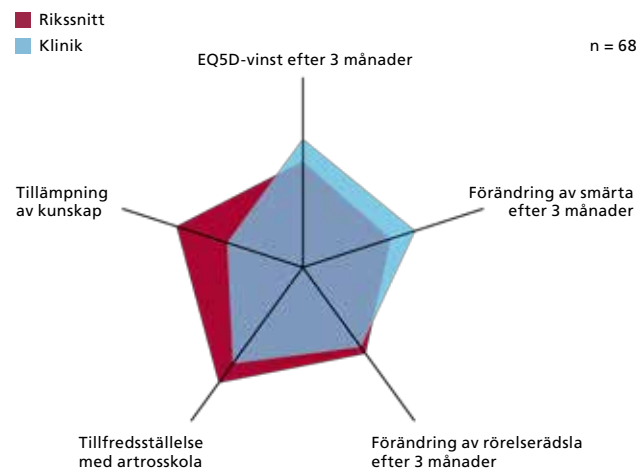 Rikssnitt
Klinik
n = 68
EQ5D-vinst efter 3 månader
Tillämpning
av kunskap
Förändring av smärta
efter 3 månader
Tillfredsställelse
med artrosskola
Förändring av rörelserädsla
efter 3 månader